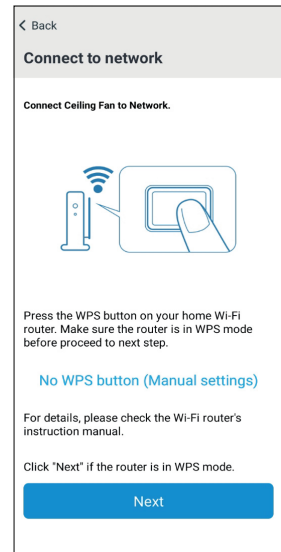 Back
Connect to network
Connect Ceiling Fan to Network.
Press the WPS button on your home Wi-Fi
router. Make sure the router is in WPS mode
before proceed to next step.
No WPS button (Manual settings)
For details, please check the Wi-Fi router's
instruction manual.
Click "Next" if the router is in WPS mode.
Next